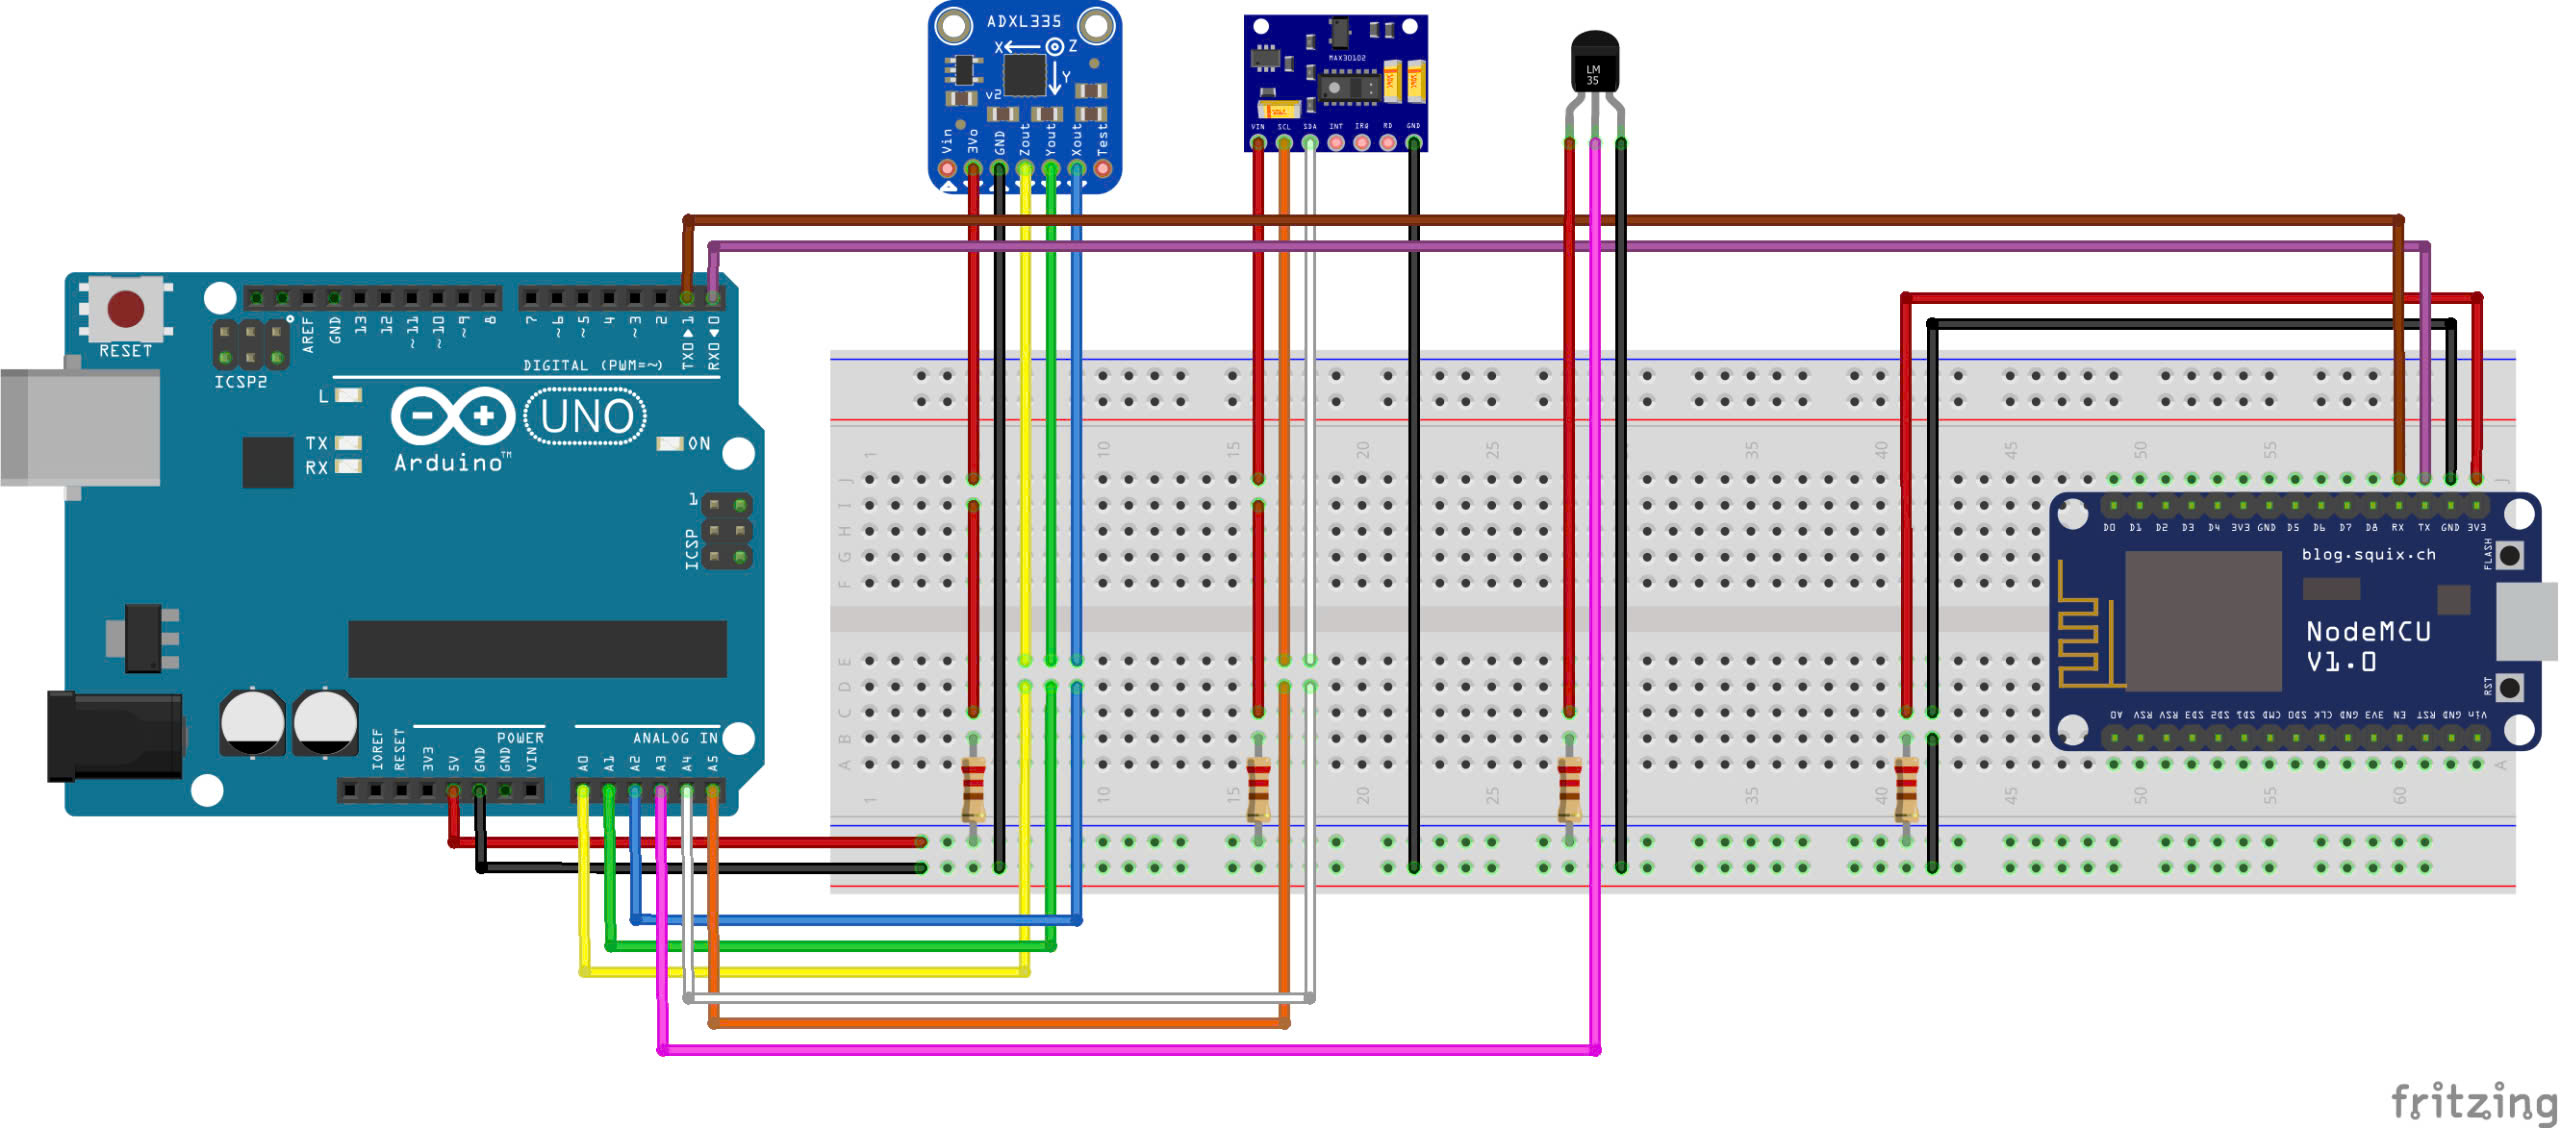 ADXL335
X Z
Y
v2
Vin 3Vo GND Zout Yout Xout Test
MAX30102
VIN SCL SDA INT IRQ RD GND
LM
35
RESET
ICSP2
AREF GND 13 12 ~11 ~10 ~9 8 7 ~6 ~5 4 ~3 2 TX0▶1 RX0◀0
DIGITAL (PWM=~)
L
TX
RX
Arduino™
UNO
ON
1
ICSP
POWER
ANALOG IN
IOREF RESET 3V3 5V GND GND VIN A0 A1 A2 A3 A4 A5
1 10 15 20 25 35 40 45 50 55
J J
I
H
G
F
E
D
C
B
A A
1 10 15 20 25 35 40 45 50 55 60
D0 D1 D2 D3 D4 3V3 GND D5 D6 D7 D8 RX TX GND 3V3
blog.squix.ch
FLASH
NodeMCU
V1.0
RST
A0 RSV RSV SD3 SD2 SD1 CMD SD0 CLK GND 3V3 EN RST GND Vin
fritzing